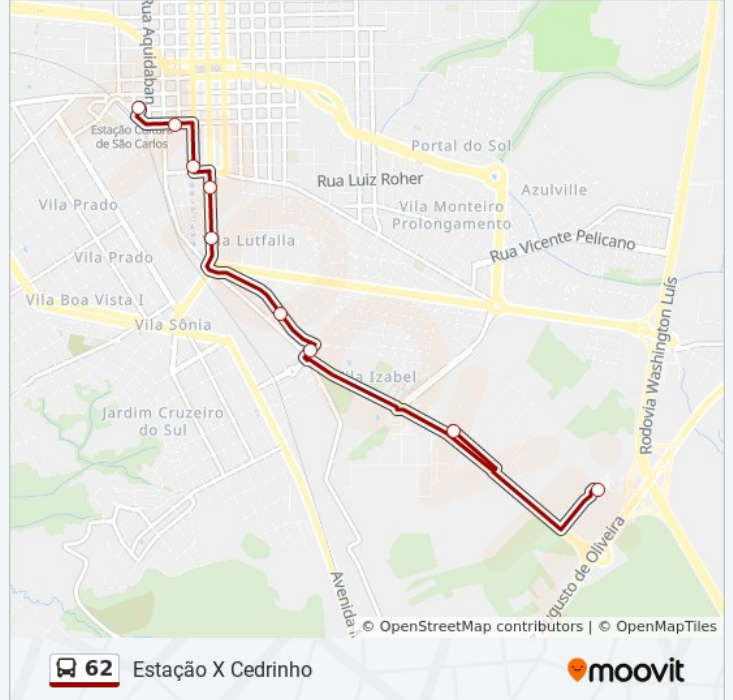 Rua Aquidaban
Estação Cultura
de São Carlos
Portal do Sol
Rua Luiz Roher
Azulville
Vila Prado
Vila Monteiro
Prolongamento
Rua Vicente Pelicano
Lutfalla
Vila Prado
Vila Boa Vista I
Vila Sônia
Rodovia Washington Luís
Izabel
Jardim Cruzeiro
do Sul
gusto de Oliveira
Avenida
© OpenStreetMap contributors | © OpenMapTiles
62 Estação X Cedrinho
moovit